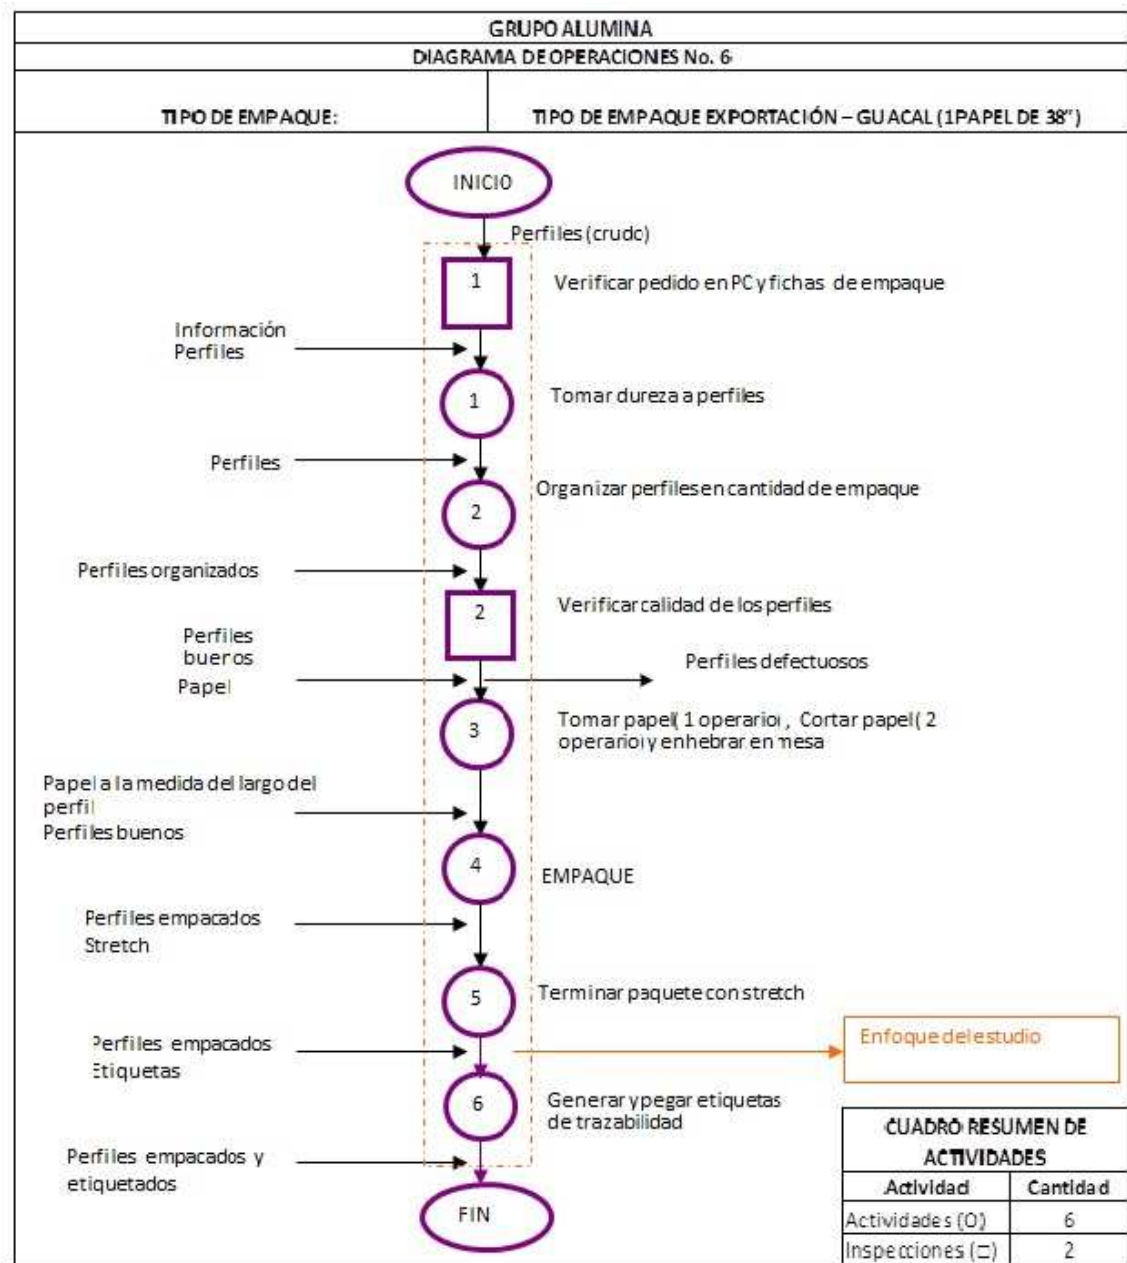 GRUPO ALUMINA
DIAGRAMA DE OPERACIONES No. 6
TIPO DE EMPAQUE:
TIPO DE EMPAQUE EXPORTACIÓN – GUACAL (1PAPEL DE 38")
INICIO
Perfiles (crudo)
1
Verificar pedido en PC y fichas de empaque
Información
Perfiles
1
Tomar dureza a perfiles
Perfiles
Organizar perfiles en cantidad de empaque
2
Perfiles organizados
2
Verificar calidad de los perfiles
Perfiles
buenos
Papel
Perfiles defectuosos
3
Tomar papel( 1 operario), Cortar papel( 2
operario) y enhebrar en mesa
Papel a la medida del largo del
perfil
Perfiles buenos
4
EMPAQUE
Perfiles empacados
Stretch
5
Terminar paquete con stretch
Perfiles empacados
Etiquetas
Enfoque del estudio
6
Generar y pegar etiquetas
de trazabilidad
Perfiles empacados y
etiquetados
FIN
CUADRO RESUMEN DE
ACTIVIDADES
Actividad Cantidad
Actividades (O) 6
Inspecciones (□) 2